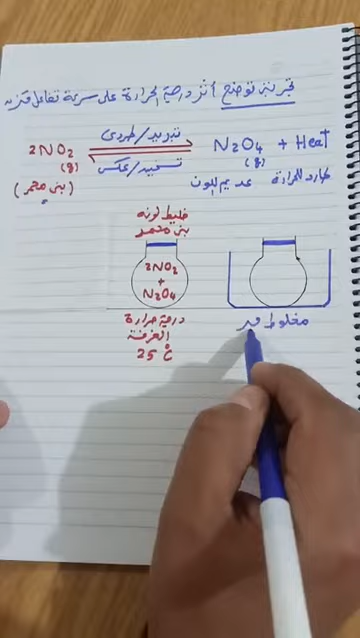 تجربة توضح أثر درجة الحرارة على سرعة تفاعل متزن
تبريد/طردي
2NO₂ (g) ⇌ N₂O₄ (g) + Heat
تسخين/عكسي
(بني محمر) عديم اللون طارد للحرارة
خليط لونه
بني محمر
2NO₂
+
N₂O₄
درجة حرارة
الغرفة
25°C
مخلوط